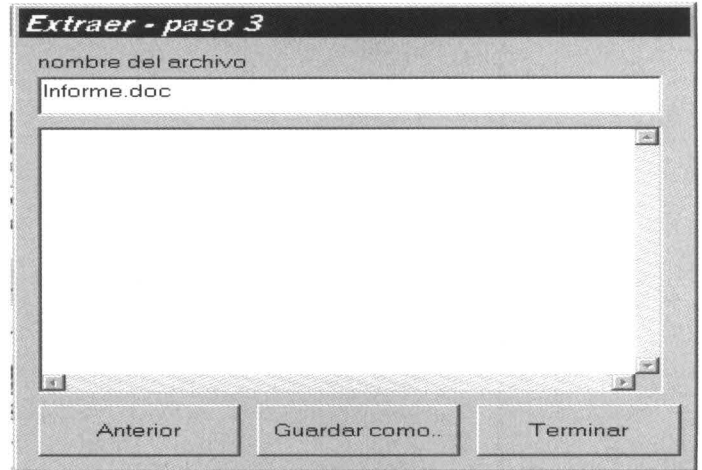 Extraer - paso 3
nombre del archivo
Informe.doc
Anterior
Guardar como..
Terminar